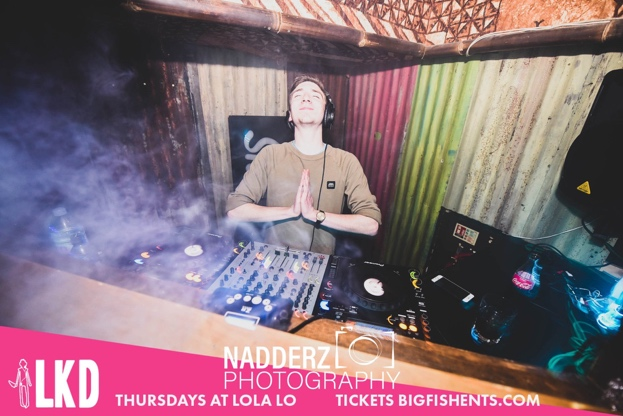 NADDERZ
PHOTOGRAPHY
LKD
THURSDAYS AT LOLA LO
TICKETS BIGFISHENTS.COM